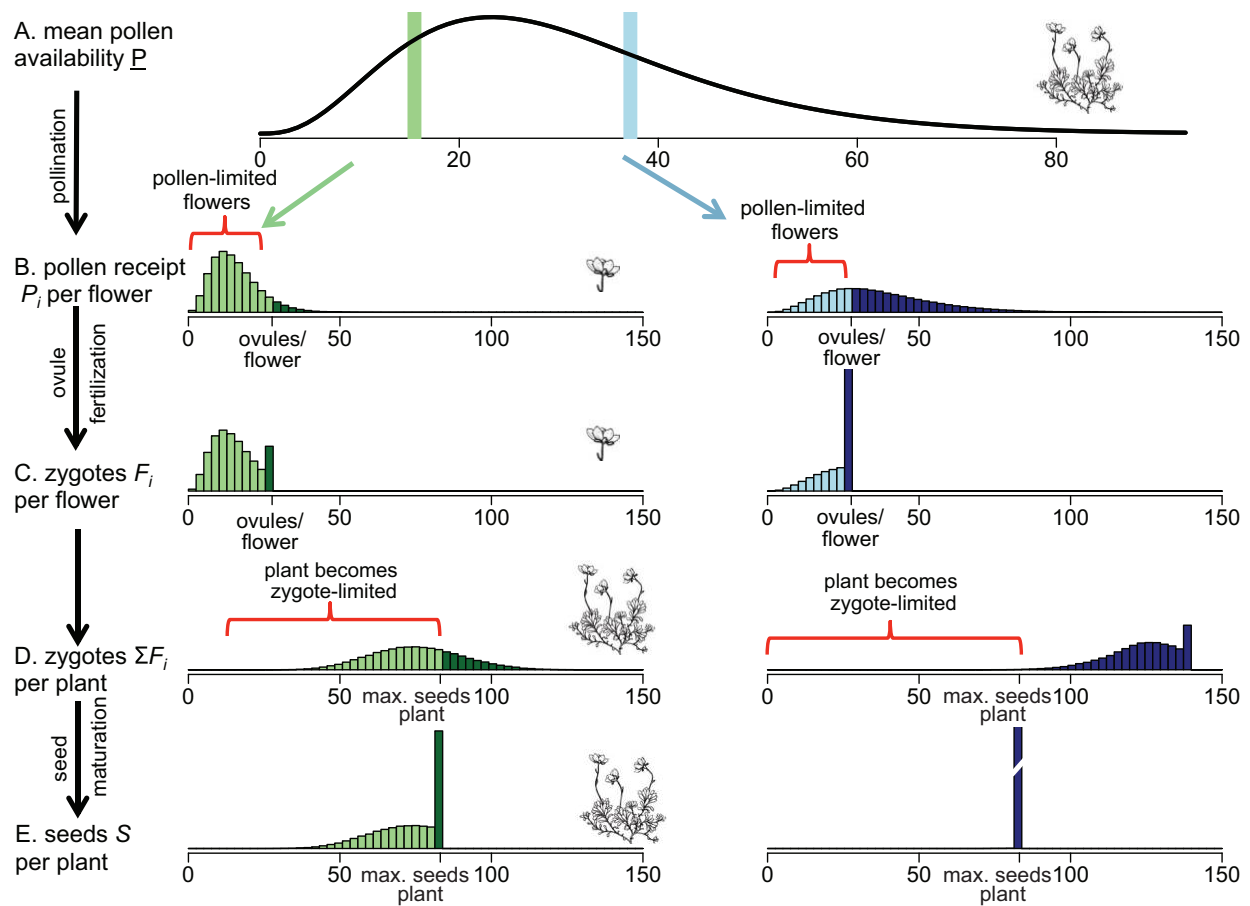 A. mean pollen
availability P
0 20 40 60 80
pollination
pollen-limited
flowers
pollen-limited
flowers
B. pollen receipt
Pi per flower
0 50 100 150
ovules/
flower
0 50 100 150
ovules/
flower
ovule
fertilization
C. zygotes Fi
per flower
0 50 100 150
ovules/
flower
0 50 100 150
ovules/
flower
plant becomes
zygote-limited
plant becomes
zygote-limited
D. zygotes ΣFi
per plant
0 50 100 150
max. seeds
plant
0 50 100 150
max. seeds
plant
seed
maturation
E. seeds S
per plant
0 50 100 150
max. seeds
plant
0 50 100 150
max. seeds
plant